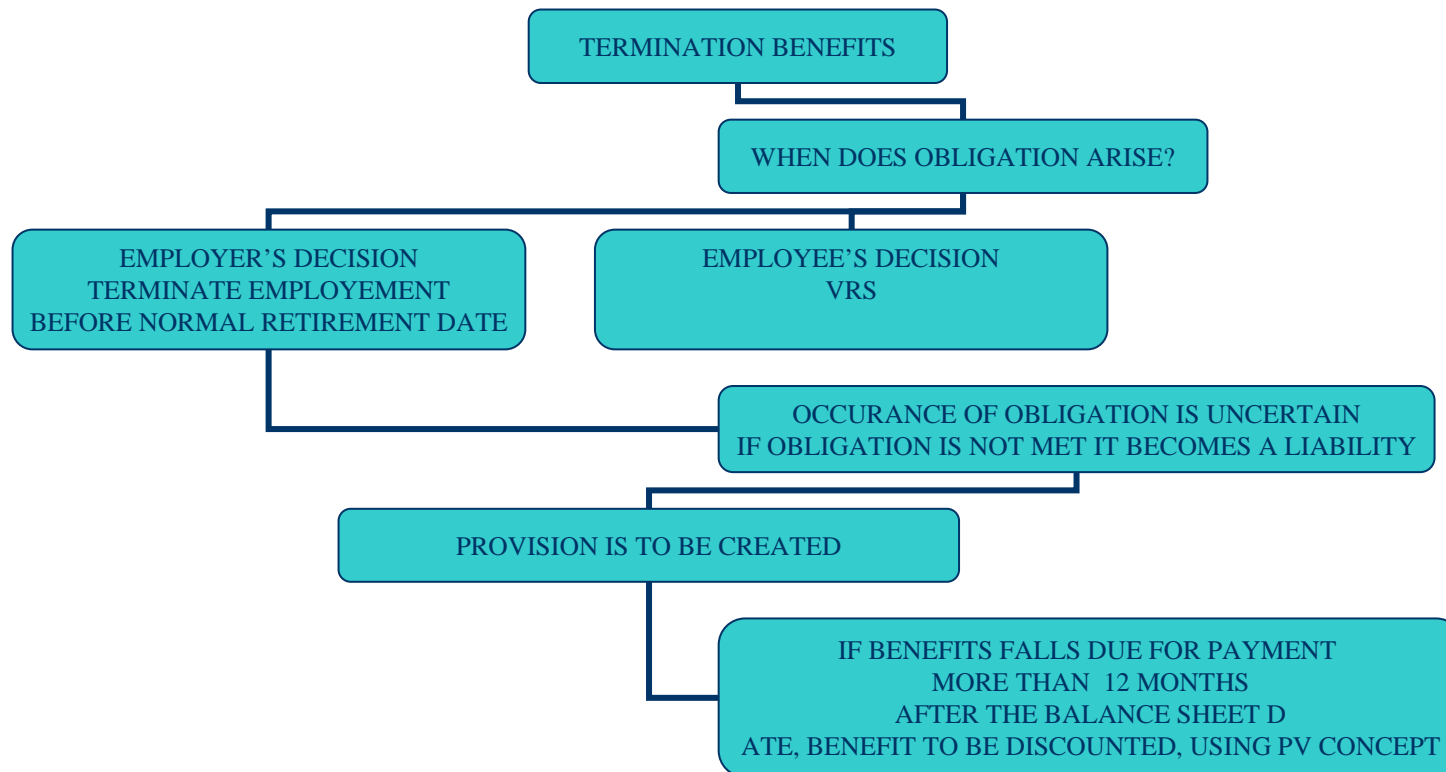 TERMINATION BENEFITS
WHEN DOES OBLIGATION ARISE?
EMPLOYER’S DECISION
TERMINATE EMPLOYEMENT
BEFORE NORMAL RETIREMENT DATE
EMPLOYEE’S DECISION
VRS
OCCURANCE OF OBLIGATION IS UNCERTAIN
IF OBLIGATION IS NOT MET IT BECOMES A LIABILITY
PROVISION IS TO BE CREATED
IF BENEFITS FALLS DUE FOR PAYMENT
MORE THAN 12 MONTHS
AFTER THE BALANCE SHEET D
ATE, BENEFIT TO BE DISCOUNTED, USING PV CONCEPT